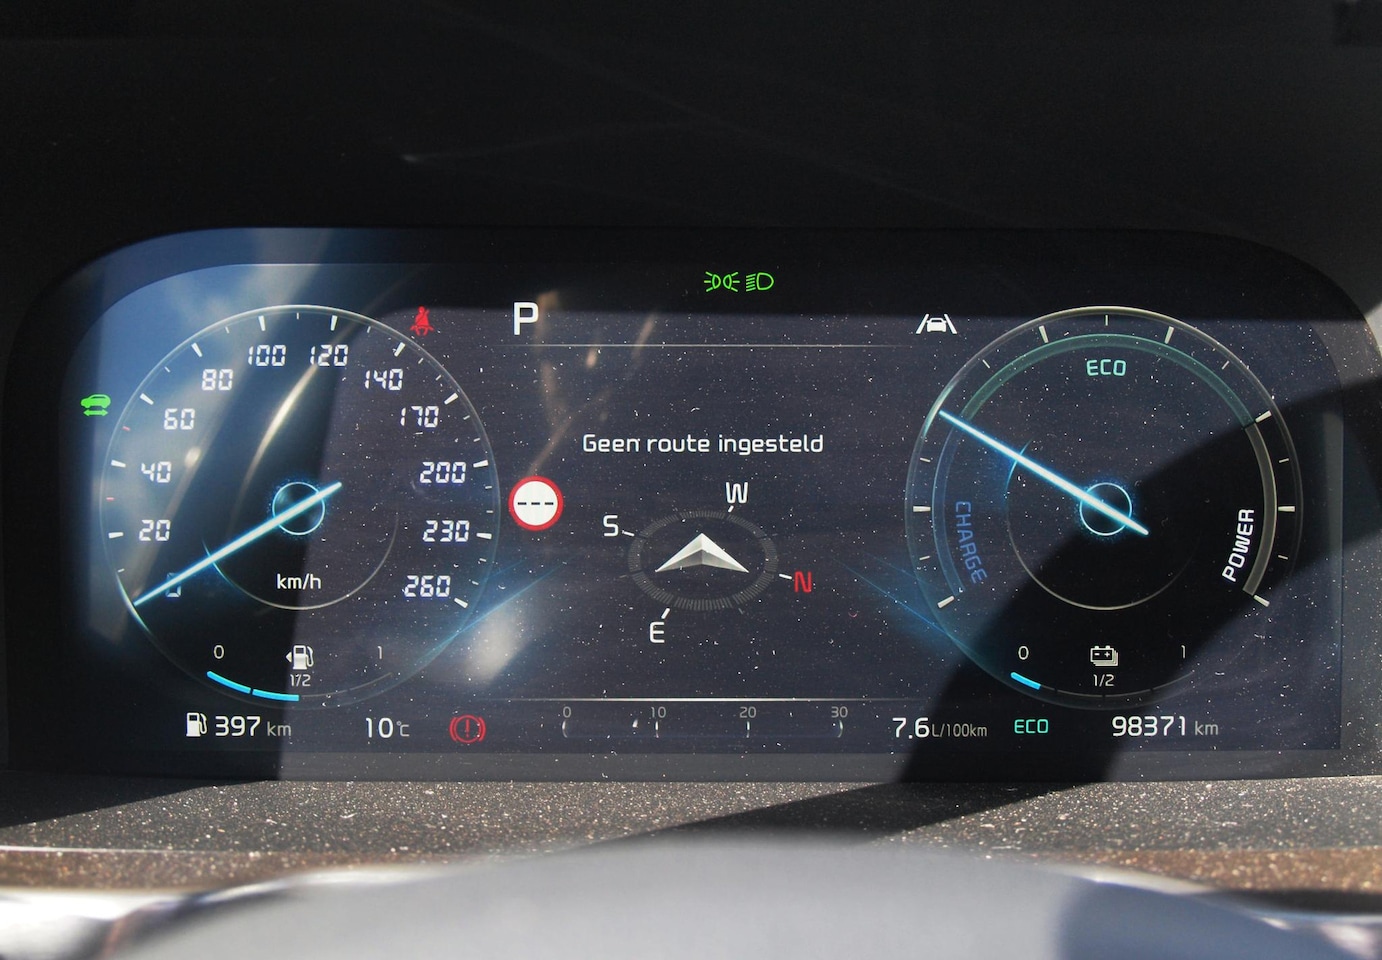 P
100 120
80 140
60 170
40 200
20 230
0 260
km/h
0 1
1/2
397 km
10°C
Geen route ingesteld
W
S
N
E
0 10 20 30
7.6 L/100km
ECO
98371 km
ECO
CHARGE
POWER
0 1
1/2